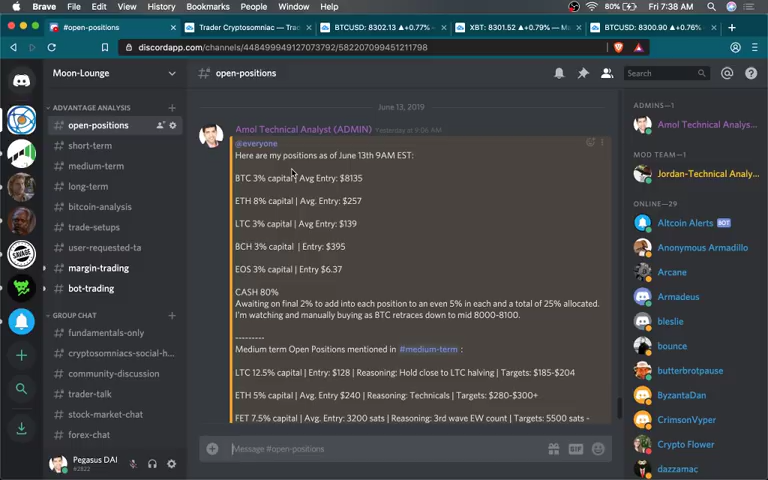 Brave File Edit View History Bookmarks People Window Help
80% Fri 7:38 AM
#open-positions
Trader Cryptosomniac — Trad
BTCUSD: 8302.13 ▲+0.77%
XBT: 8301.52 ▲+0.79% — M
BTCUSD: 8300.90 ▲+0.76%
discordapp.com/channels/448499949127073792/582207099451211798
Moon-Lounge
# open-positions
Search
ADVANTAGE ANALYSIS
# open-positions
# short-term
# medium-term
# long-term
# bitcoin-analysis
# trade-setups
# user-requested-ta
# margin-trading
# bot-trading
GROUP CHAT
# fundamentals-only
# cryptosomniacs-social-h...
# community-discussion
# trader-talk
# stock-market-chat
# forex-chat
Pegasus DAI
#2822
SAVAGE
June 13, 2019
Amol Technical Analyst (ADMIN) Yesterday at 9:06 AM
@everyone
Here are my positions as of June 13th 9AM EST:
BTC 3% capital | Avg Entry: $8135
ETH 8% capital | Avg. Entry: $257
LTC 3% capital | Avg Entry: $139
BCH 3% capital | Entry: $395
EOS 3% capital | Entry $6.37
CASH 80%
Awaiting on final 2% to add into each position to an even 5% in each and a total of 25% allocated.
I'm watching and manually buying as BTC retraces down to mid 8000-8100.
---------
Medium term Open Positions mentioned in #medium-term :
LTC 12.5% capital | Entry: $128 | Reasoning: Hold close to LTC halving | Targets: $185-$204
ETH 5% capital | Avg. Entry $240 | Reasoning: Technicals | Targets: $280-$300+
FET 7.5% capital | Avg. Entry: 3200 sats | Reasoning: 3rd wave EW count | Targets: 5500 sats -
Message #open-positions
GIF
ADMINS—1
Amol Technical Analys...
MOD TEAM—1
Jordan-Technical Analy...
ONLINE—29
Altcoin Alerts BOT
Anonymous Armadillo
Arcane
Armadeus
bleslie
bounce
butterbrotpause
ByzantaDan
CrimsonVyper
Crypto Flower
dazzamac